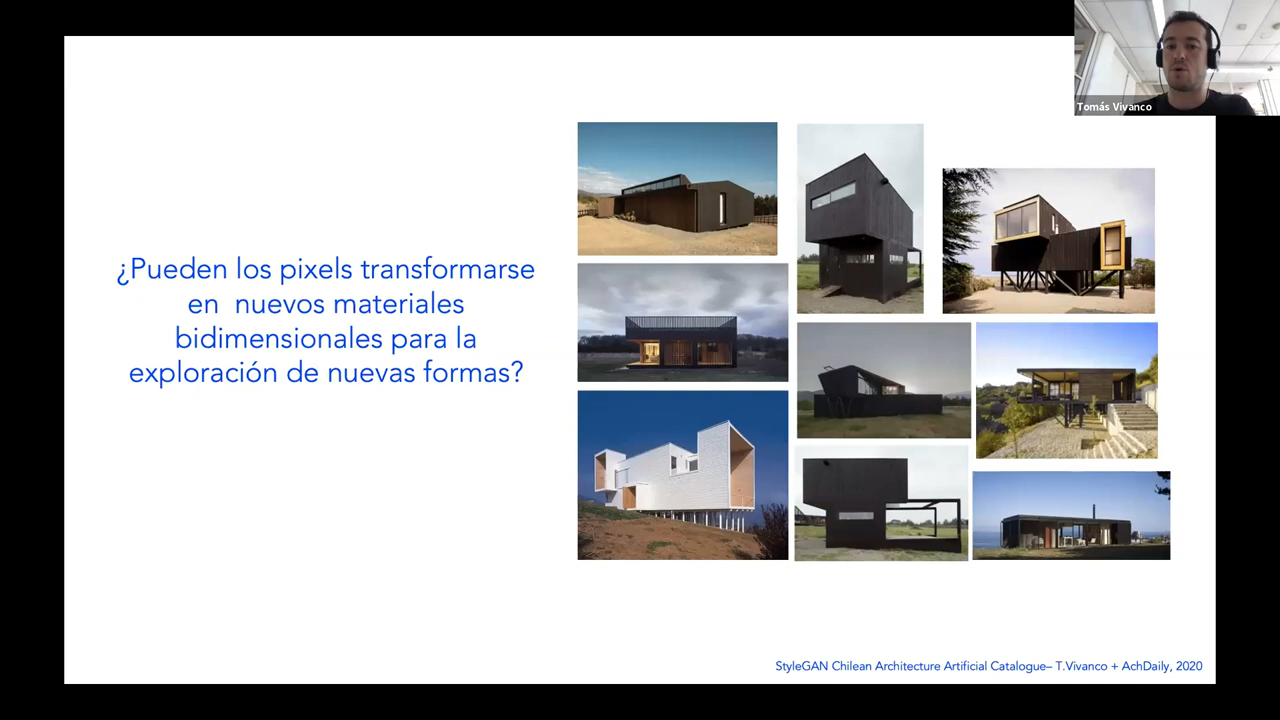 Tomás Vivanco
¿Pueden los pixels transformarse
en nuevos materiales
bidimensionales para la
exploración de nuevas formas?
StyleGAN Chilean Architecture Artificial Catalogue– T.Vivanco + AchDaily, 2020